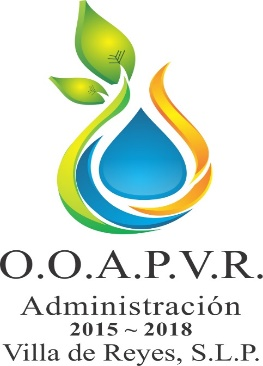 O.O.A.P.V.R.
Administración
2015 ~ 2018
Villa de Reyes, S.L.P.